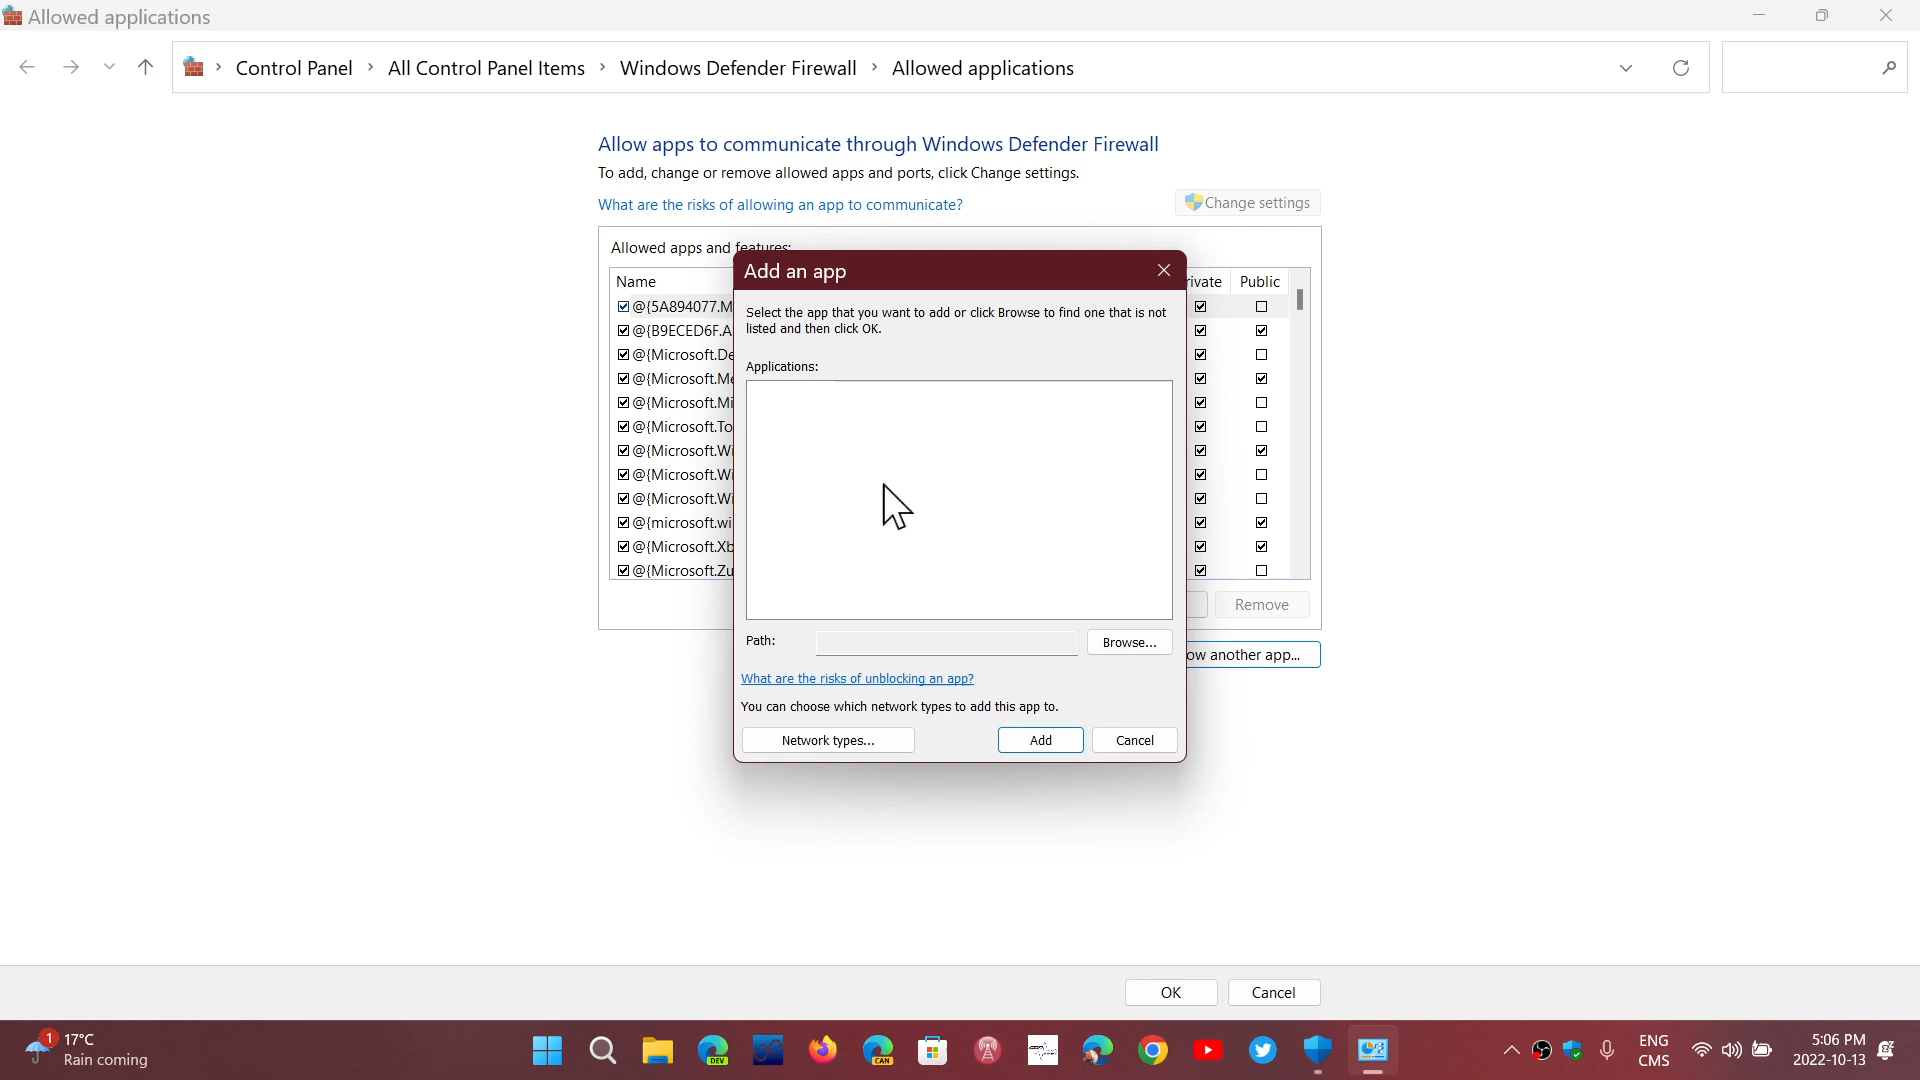 Allowed applications
Control Panel > All Control Panel Items > Windows Defender Firewall > Allowed applications
Allow apps to communicate through Windows Defender Firewall
To add, change or remove allowed apps and ports, click Change settings.
What are the risks of allowing an app to communicate?
Change settings
Allowed apps and features:
Name
rivate
Public
@{5A894077.M
@{B9ECED6F.A
@{Microsoft.De
@{Microsoft.Me
@{Microsoft.Mi
@{Microsoft.To
@{Microsoft.Wi
@{Microsoft.Wi
@{Microsoft.Wi
@{microsoft.wi
@{Microsoft.Xb
@{Microsoft.Zu
Remove
ow another app...
Add an app
Select the app that you want to add or click Browse to find one that is not
listed and then click OK.
Applications:
Path:
Browse...
What are the risks of unblocking an app?
You can choose which network types to add this app to.
Network types...
Add
Cancel
OK
Cancel
1
17°C
Rain coming
DEV
CAN
ENG
CMS
5:06 PM
2022-10-13